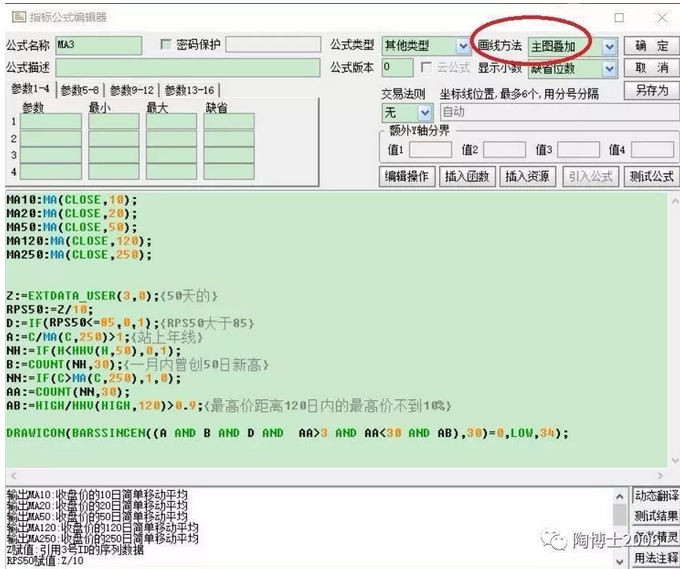 指标公式编辑器
公式名称 MA3 密码保护 公式类型 其他类型 画线方法 主图叠加 确 定
公式描述 公式版本 0 云公式 显示小数 缺省位数 取 消
参数1-4 参数5-8 参数9-12 参数13-16 交易法则 坐标线位置,最多6个,用分号分隔 另存为
参数 最小 最大 缺省 无 自动
1
2
3
4
额外Y轴分界
值1 值2 值3 值4
编辑操作 插入函数 插入资源 引入公式 测试公式
MA10:MA(CLOSE,10);
MA20:MA(CLOSE,20);
MA50:MA(CLOSE,50);
MA120:MA(CLOSE,120);
MA250:MA(CLOSE,250);
Z:=EXTDATA_USER(3,0);{50天的}
RPS50:=Z/10;
D:=IF(RPS50<=85,0,1);{RPS50大于85}
A:=C/MA(C,250)>1;{站上年线}
NH:=IF(H<HHV(H,50),0,1);
B:=COUNT(NH,30);{一月内曾创50日新高}
NN:=IF(C>MA(C,250),1,0);
AA:=COUNT(NN,30);
AB:=HIGH/HHV(HIGH,120)>0.9;{最高价距离120日内的最高价不到10%}
DRAWICON(BARSSINCEN((A AND B AND D AND AA>3 AND AA<30 AND AB),30)=0,LOW,34);
输出MA10:收盘价的10日简单移动平均
输出MA20:收盘价的20日简单移动平均
输出MA50:收盘价的50日简单移动平均
输出MA120:收盘价的120日简单移动平均
输出MA250:收盘价的250日简单移动平均
Z赋值:引用3号ID的序列数据
RPS50赋值:Z/10
动态翻译
测试结果
精灵
用法注释
陶博士2006